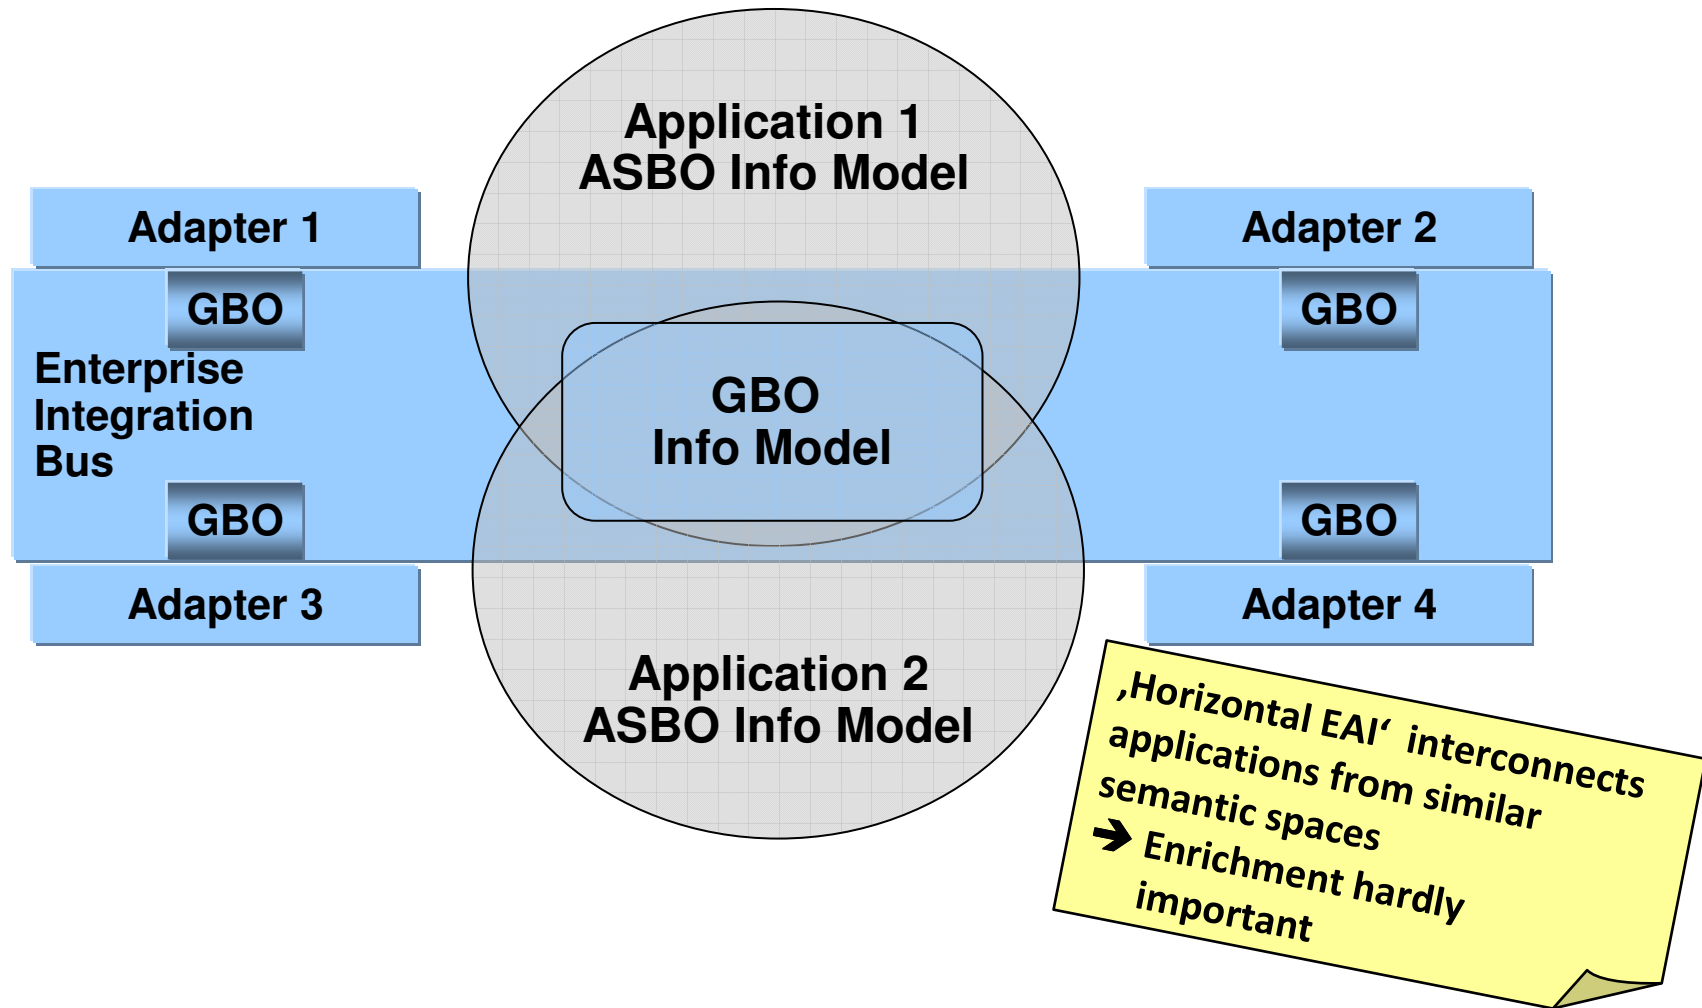 Application 1
ASBO Info Model
Adapter 1
Adapter 2
GBO
GBO
Enterprise
Integration
Bus
GBO
Info Model
GBO
GBO
Adapter 3
Adapter 4
Application 2
ASBO Info Model
‚Horizontal EAI‘ interconnects
applications from similar
semantic spaces
➔ Enrichment hardly
important